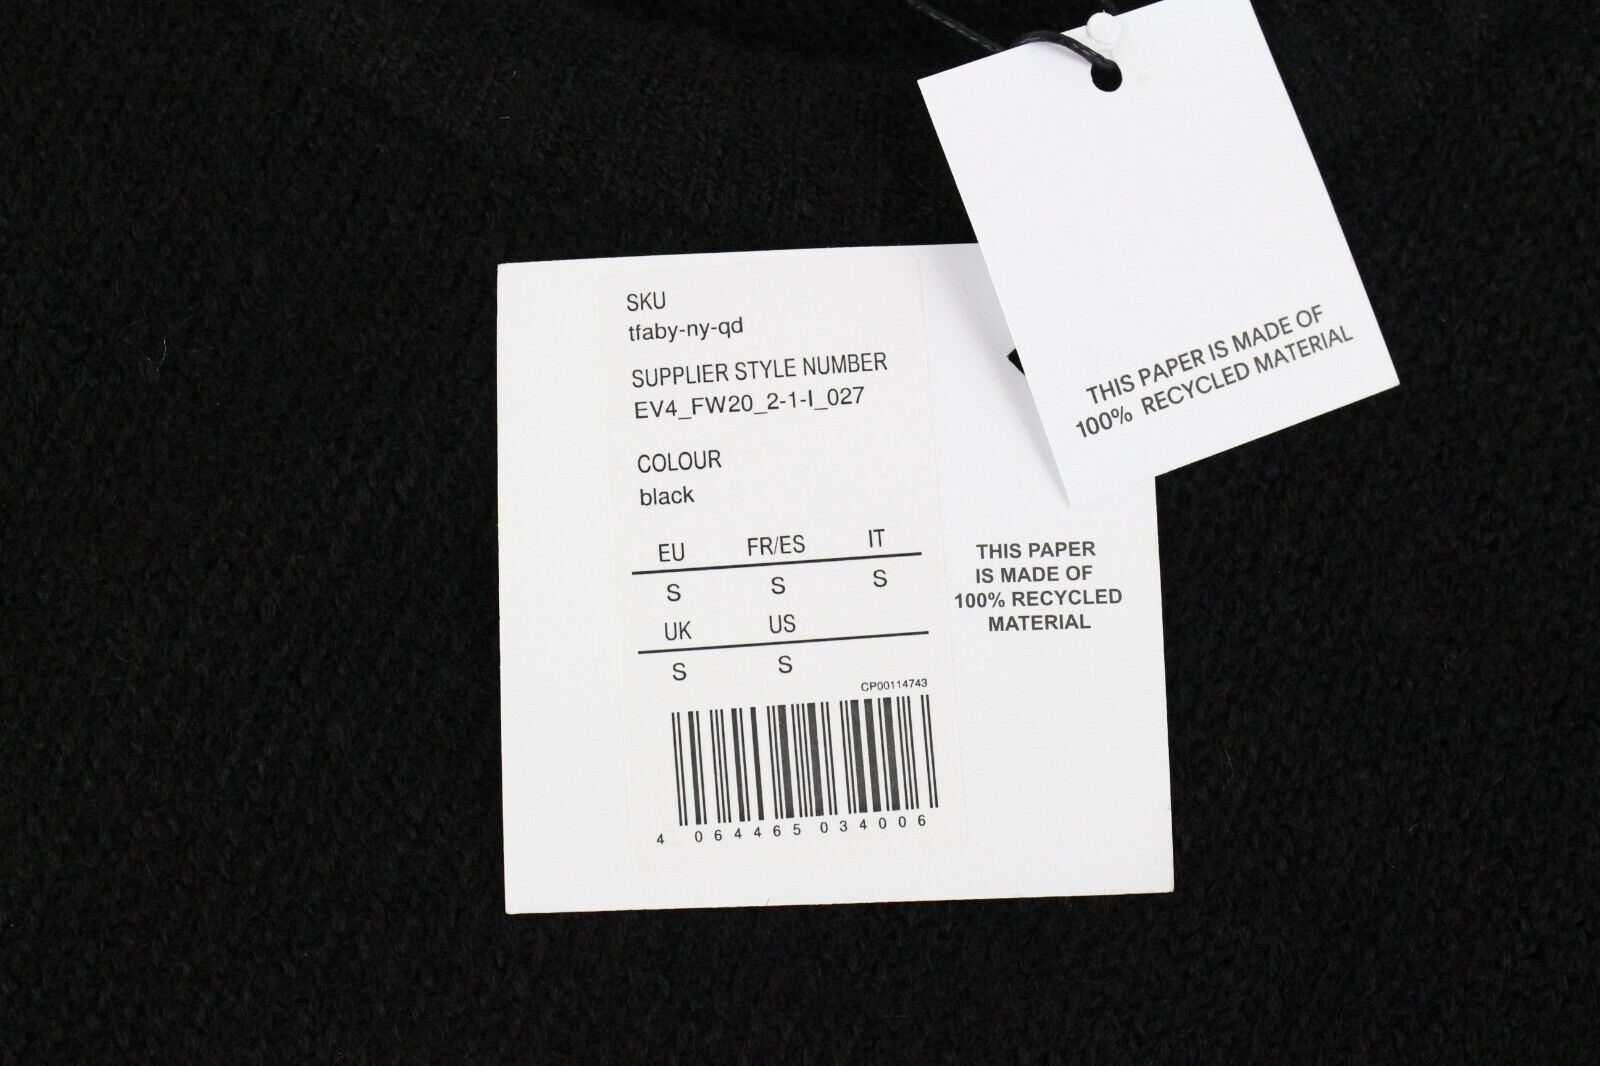 SKU
tfaby-ny-qd
SUPPLIER STYLE NUMBER
EV4_FW20_2-1-I_027
COLOUR
black
EU FR/ES IT
S S S
UK US
S S
CP00114743
4 064465 034006
THIS PAPER
IS MADE OF
100% RECYCLED
MATERIAL
THIS PAPER IS MADE OF
100% RECYCLED MATERIAL